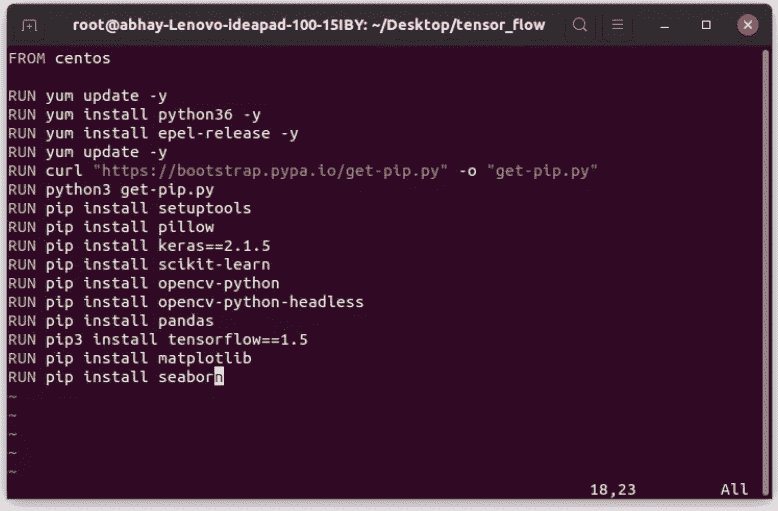 root@abhay-Lenovo-ideapad-100-15IBY: ~/Desktop/tensor_flow
FROM centos
RUN yum update -y
RUN yum install python36 -y
RUN yum install epel-release -y
RUN yum update -y
RUN curl "https://bootstrap.pypa.io/get-pip.py" -o "get-pip.py"
RUN python3 get-pip.py
RUN pip install setuptools
RUN pip install pillow
RUN pip install keras==2.1.5
RUN pip install scikit-learn
RUN pip install opencv-python
RUN pip install opencv-python-headless
RUN pip install pandas
RUN pip3 install tensorflow==1.5
RUN pip install matplotlib
RUN pip install seaborn
~
~
~
~
~
18,23 All